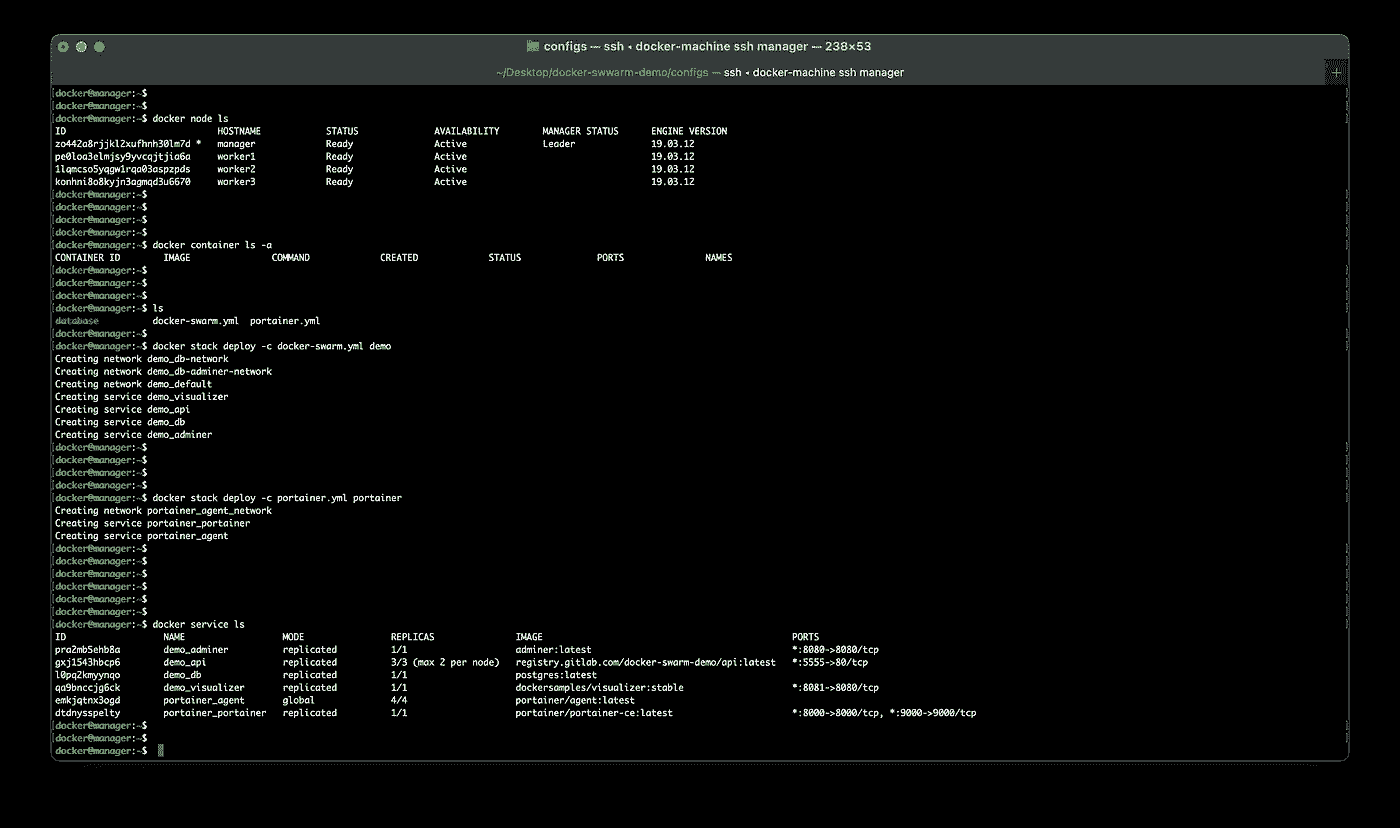 configs — ssh ◂ docker-machine ssh manager — 238×53
~/Desktop/docker-swwarm-demo/configs — ssh ◂ docker-machine ssh manager
+
[docker@manager:~$
[docker@manager:~$
[docker@manager:~$ docker node ls
ID HOSTNAME STATUS AVAILABILITY MANAGER STATUS ENGINE VERSION
zo442a8rjjkl2xufhnh30lm7d * manager Ready Active Leader 19.03.12
pe0loa3elmjsy9yvcqjtjia6a worker1 Ready Active 19.03.12
1lqmcso5yqgw1rqa03aspzpds worker2 Ready Active 19.03.12
konhni8o8kyjn3agmqd3u6670 worker3 Ready Active 19.03.12
[docker@manager:~$
[docker@manager:~$
[docker@manager:~$
[docker@manager:~$
[docker@manager:~$ docker container ls -a
CONTAINER ID IMAGE COMMAND CREATED STATUS PORTS NAMES
[docker@manager:~$
[docker@manager:~$
[docker@manager:~$
[docker@manager:~$ ls
database docker-swarm.yml portainer.yml
[docker@manager:~$
[docker@manager:~$ docker stack deploy -c docker-swarm.yml demo
Creating network demo_db-network
Creating network demo_db-adminer-network
Creating network demo_default
Creating service demo_visualizer
Creating service demo_api
Creating service demo_db
Creating service demo_adminer
[docker@manager:~$
[docker@manager:~$
[docker@manager:~$
[docker@manager:~$
[docker@manager:~$ docker stack deploy -c portainer.yml portainer
Creating network portainer_agent_network
Creating service portainer_portainer
Creating service portainer_agent
[docker@manager:~$
[docker@manager:~$
[docker@manager:~$
[docker@manager:~$
[docker@manager:~$
[docker@manager:~$
[docker@manager:~$ docker service ls
ID NAME MODE REPLICAS IMAGE PORTS
pra2mb5ehb8a demo_adminer replicated 1/1 adminer:latest *:8080->8080/tcp
gxj1543hbcp6 demo_api replicated 3/3 (max 2 per node) registry.gitlab.com/docker-swarm-demo/api:latest *:5555->80/tcp
l0pq2kmyynqo demo_db replicated 1/1 postgres:latest
qa9bnccjg6ck demo_visualizer replicated 1/1 dockersamples/visualizer:stable *:8081->8080/tcp
emkjqtnx3ogd portainer_agent global 4/4 portainer/agent:latest
dtdnysspelty portainer_portainer replicated 1/1 portainer/portainer-ce:latest *:8000->8000/tcp, *:9000->9000/tcp
[docker@manager:~$
[docker@manager:~$
docker@manager:~$